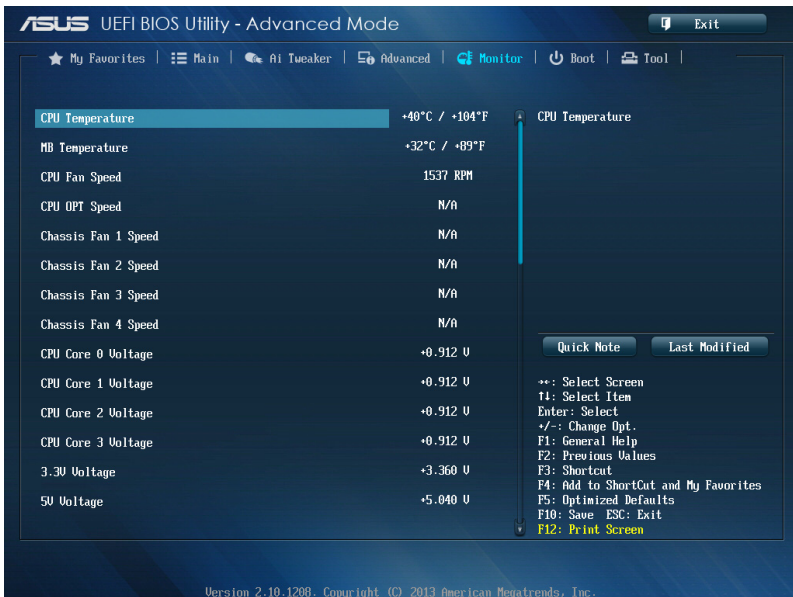 ASUS UEFI BIOS Utility - Advanced Mode
Exit
My Favorites Main Ai Tweaker Advanced Monitor Boot Tool
CPU Temperature +40°C / +104°F
MB Temperature +32°C / +89°F
CPU Fan Speed 1537 RPM
CPU OPT Speed N/A
Chassis Fan 1 Speed N/A
Chassis Fan 2 Speed N/A
Chassis Fan 3 Speed N/A
Chassis Fan 4 Speed N/A
CPU Core 0 Voltage +0.912 V
CPU Core 1 Voltage +0.912 V
CPU Core 2 Voltage +0.912 V
CPU Core 3 Voltage +0.912 V
3.3V Voltage +3.360 V
5V Voltage +5.040 V
CPU Temperature
Quick Note
Last Modified
→←: Select Screen
↑↓: Select Item
Enter: Select
+/-: Change Opt.
F1: General Help
F2: Previous Values
F3: Shortcut
F4: Add to ShortCut and My Favorites
F5: Optimized Defaults
F10: Save ESC: Exit
F12: Print Screen
Version 2.10.1208. Copyright (C) 2013 American Megatrends, Inc.